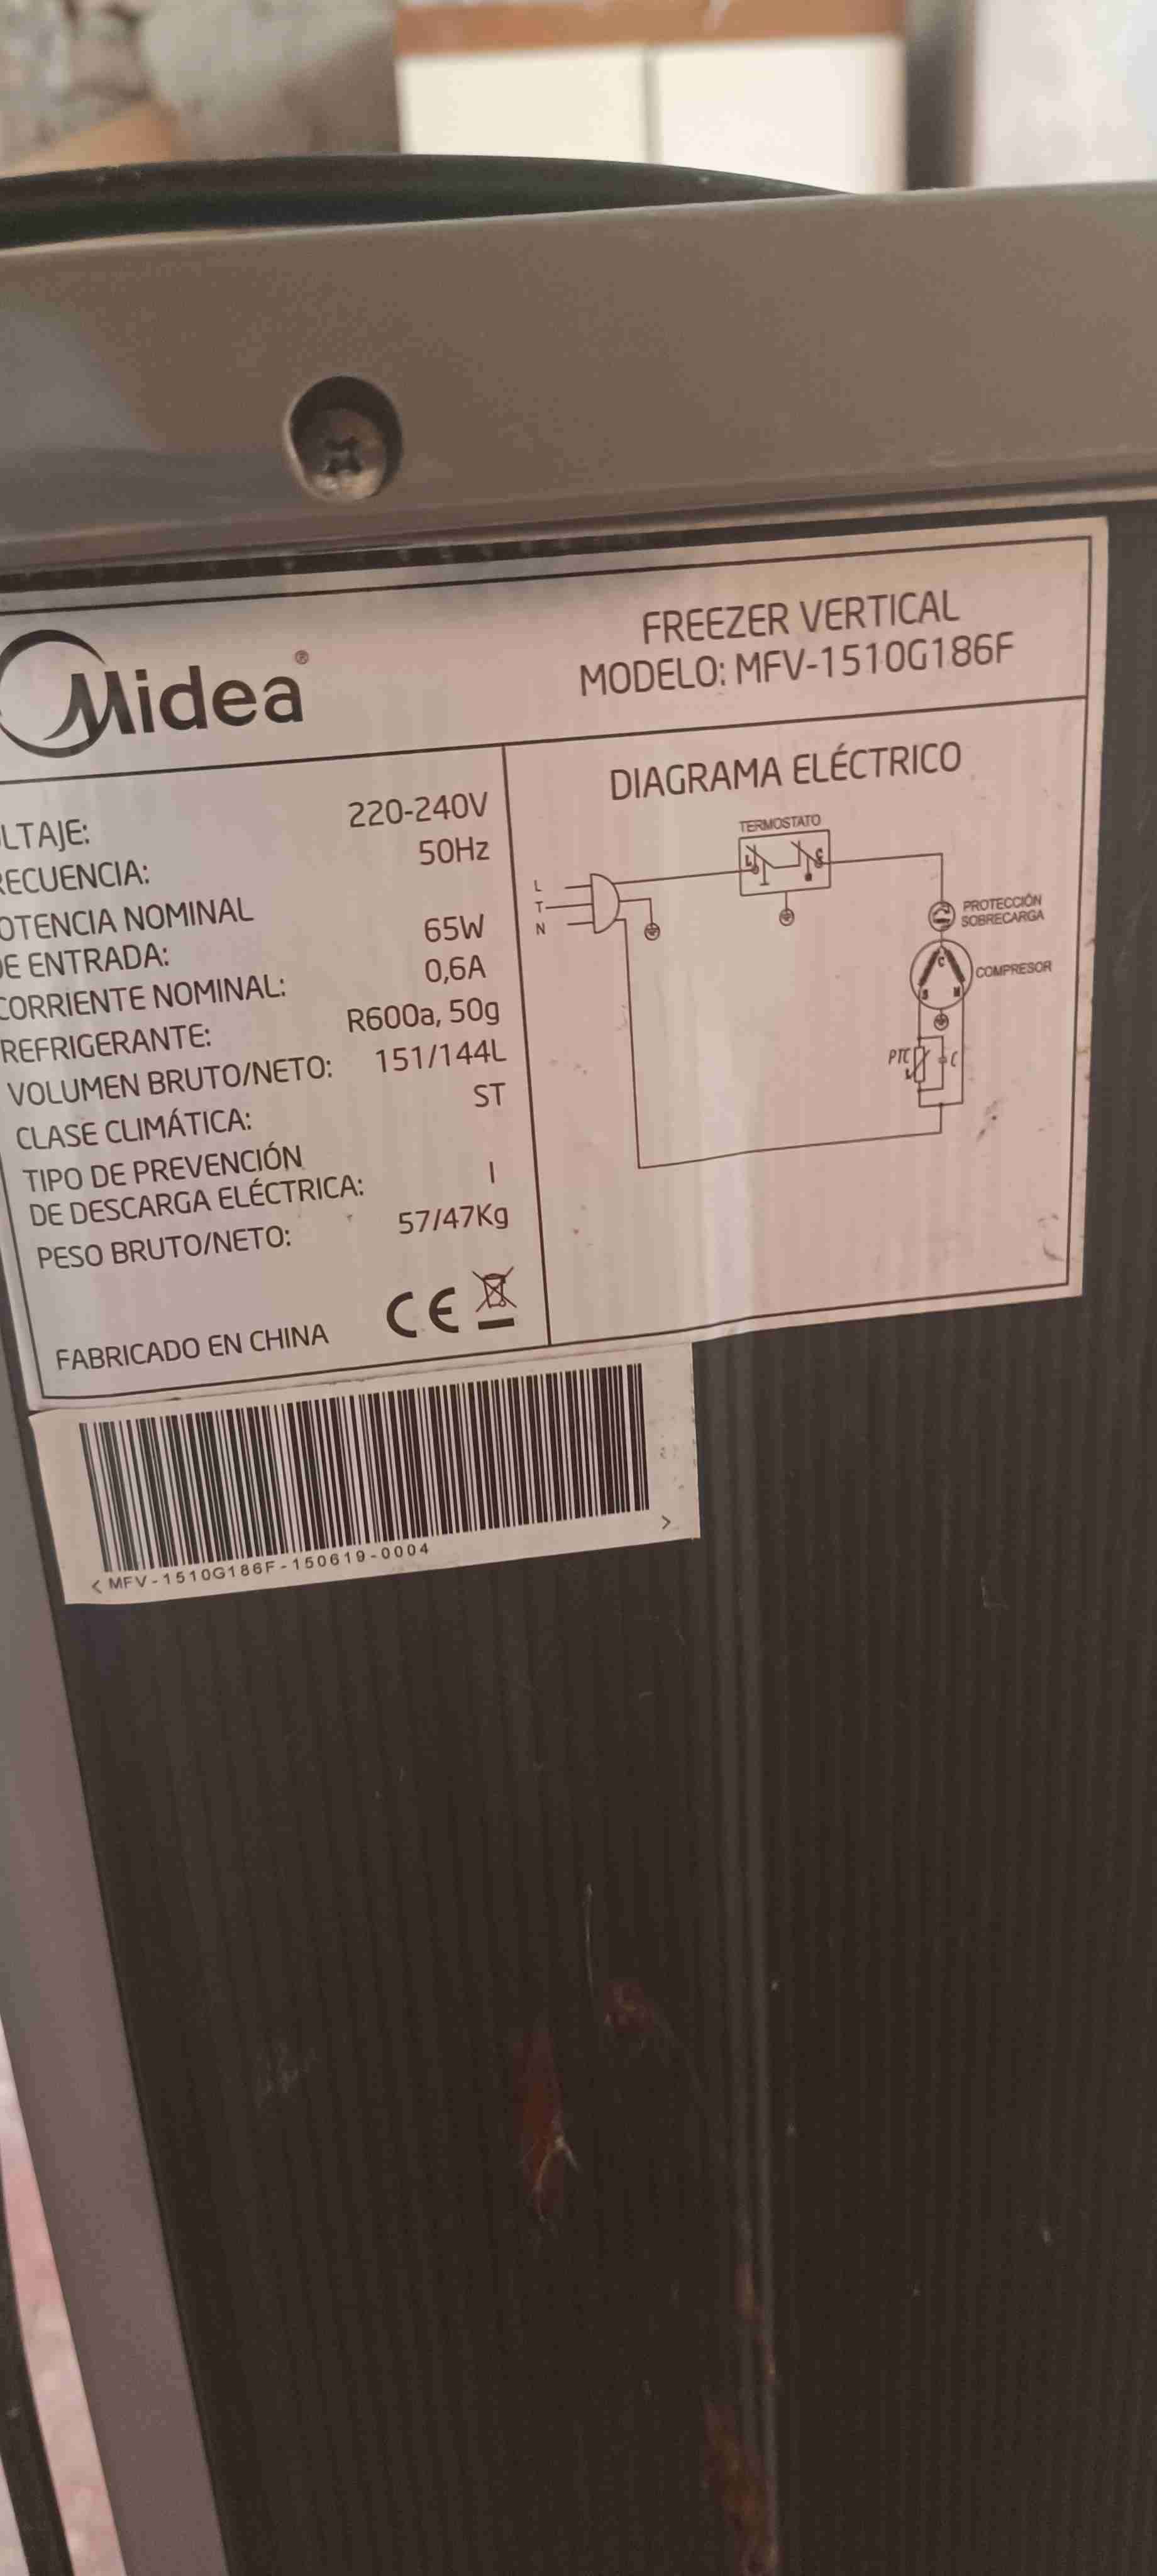 Midea®
FREEZER VERTICAL
MODELO: MFV-1510G186F
LTAJE: 220-240V
ECUENCIA: 50Hz
OTENCIA NOMINAL
E ENTRADA: 65W
CORRIENTE NOMINAL: 0,6A
REFRIGERANTE: R600a, 50g
VOLUMEN BRUTO/NETO: 151/144L
CLASE CLIMÁTICA: ST
TIPO DE PREVENCIÓN
DE DESCARGA ELÉCTRICA: I
PESO BRUTO/NETO: 57/47Kg
FABRICADO EN CHINA CE
DIAGRAMA ELÉCTRICO
TERMOSTATO
L C
L
T
N
PROTECCIÓN
SOBRECARGA
C
S M
COMPRESOR
PTC C
<MFV-1510G186F-150619-0004 >